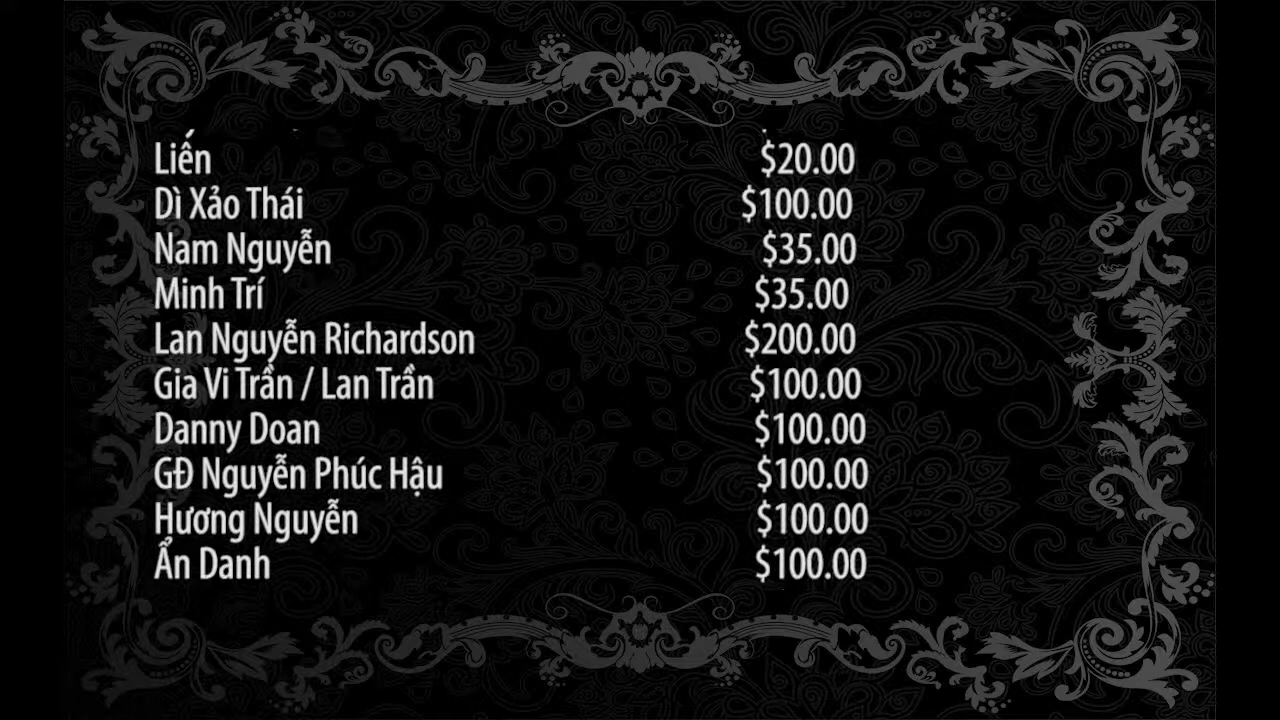 Liến $20.00
Dì Xảo Thái $100.00
Nam Nguyễn $35.00
Minh Trí $35.00
Lan Nguyễn Richardson $200.00
Gia Vi Trần / Lan Trần $100.00
Danny Doan $100.00
GĐ Nguyễn Phúc Hậu $100.00
Hương Nguyễn $100.00
Ẩn Danh $100.00